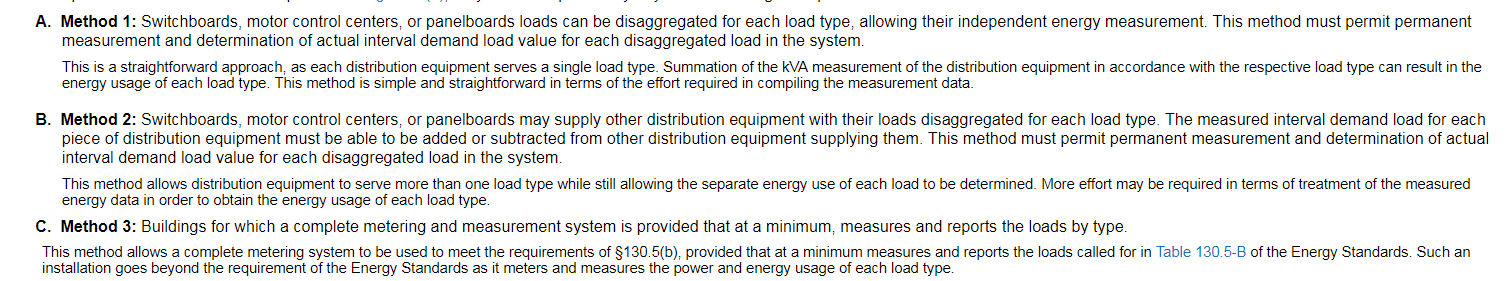 A. Method 1: Switchboards, motor control centers, or panelboards loads can be disaggregated for each load type, allowing their independent energy measurement. This method must permit permanent
measurement and determination of actual interval demand load value for each disaggregated load in the system.
This is a straightforward approach, as each distribution equipment serves a single load type. Summation of the kVA measurement of the distribution equipment in accordance with the respective load type can result in the
energy usage of each load type. This method is simple and straightforward in terms of the effort required in compiling the measurement data.
B. Method 2: Switchboards, motor control centers, or panelboards may supply other distribution equipment with their loads disaggregated for each load type. The measured interval demand load for each
piece of distribution equipment must be able to be added or subtracted from other distribution equipment supplying them. This method must permit permanent measurement and determination of actual
interval demand load value for each disaggregated load in the system.
This method allows distribution equipment to serve more than one load type while still allowing the separate energy use of each load to be determined. More effort may be required in terms of treatment of the measured
energy data in order to obtain the energy usage of each load type.
C. Method 3: Buildings for which a complete metering and measurement system is provided that at a minimum, measures and reports the loads by type.
This method allows a complete metering system to be used to meet the requirements of §130.5(b), provided that at a minimum measures and reports the loads called for in Table 130.5-B of the Energy Standards. Such an
installation goes beyond the requirement of the Energy Standards as it meters and measures the power and energy usage of each load type.